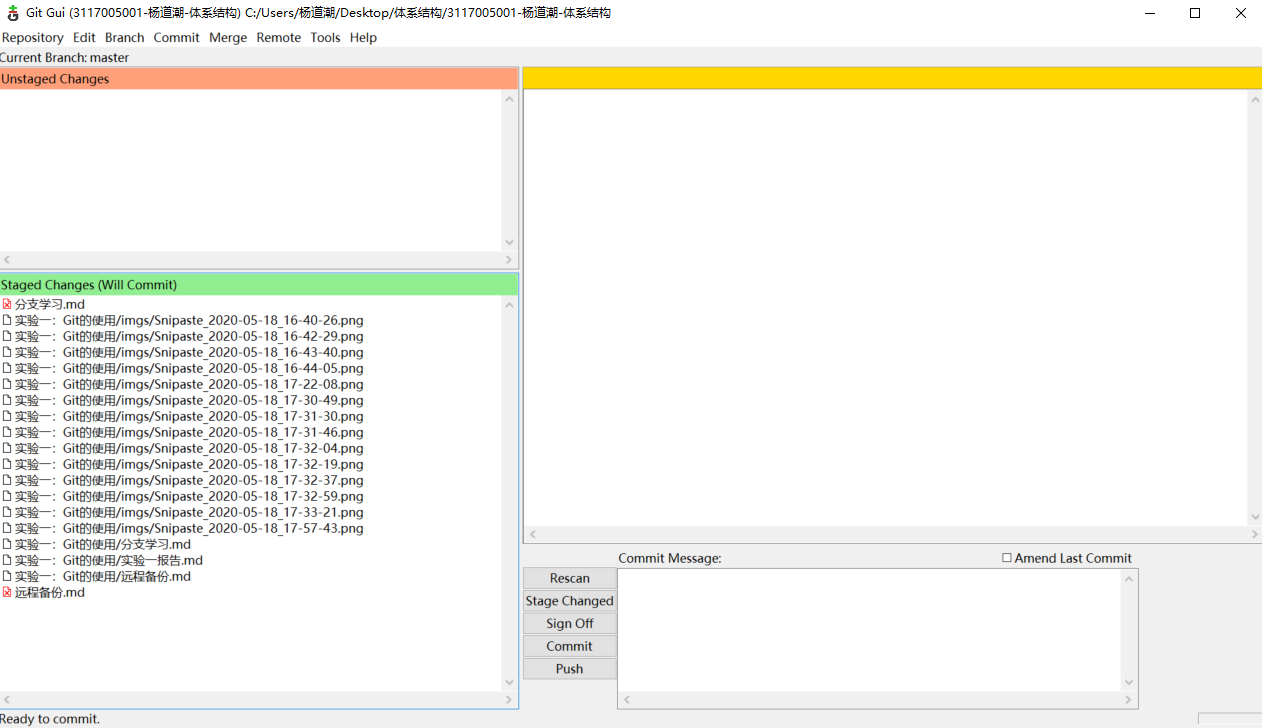 Git Gui (3117005001-杨道潮-体系结构) C:/Users/杨道潮/Desktop/体系结构/3117005001-杨道潮-体系结构
Repository Edit Branch Commit Merge Remote Tools Help
Current Branch: master
Unstaged Changes
Staged Changes (Will Commit)
分支学习.md
实验一：Git的使用/imgs/Snipaste_2020-05-18_16-40-26.png
实验一：Git的使用/imgs/Snipaste_2020-05-18_16-42-29.png
实验一：Git的使用/imgs/Snipaste_2020-05-18_16-43-40.png
实验一：Git的使用/imgs/Snipaste_2020-05-18_16-44-05.png
实验一：Git的使用/imgs/Snipaste_2020-05-18_17-22-08.png
实验一：Git的使用/imgs/Snipaste_2020-05-18_17-30-49.png
实验一：Git的使用/imgs/Snipaste_2020-05-18_17-31-30.png
实验一：Git的使用/imgs/Snipaste_2020-05-18_17-31-46.png
实验一：Git的使用/imgs/Snipaste_2020-05-18_17-32-04.png
实验一：Git的使用/imgs/Snipaste_2020-05-18_17-32-19.png
实验一：Git的使用/imgs/Snipaste_2020-05-18_17-32-37.png
实验一：Git的使用/imgs/Snipaste_2020-05-18_17-32-59.png
实验一：Git的使用/imgs/Snipaste_2020-05-18_17-33-21.png
实验一：Git的使用/imgs/Snipaste_2020-05-18_17-57-43.png
实验一：Git的使用/分支学习.md
实验一：Git的使用/实验一报告.md
实验一：Git的使用/远程备份.md
远程备份.md
Commit Message:
Amend Last Commit
Rescan
Stage Changed
Sign Off
Commit
Push
Ready to commit.